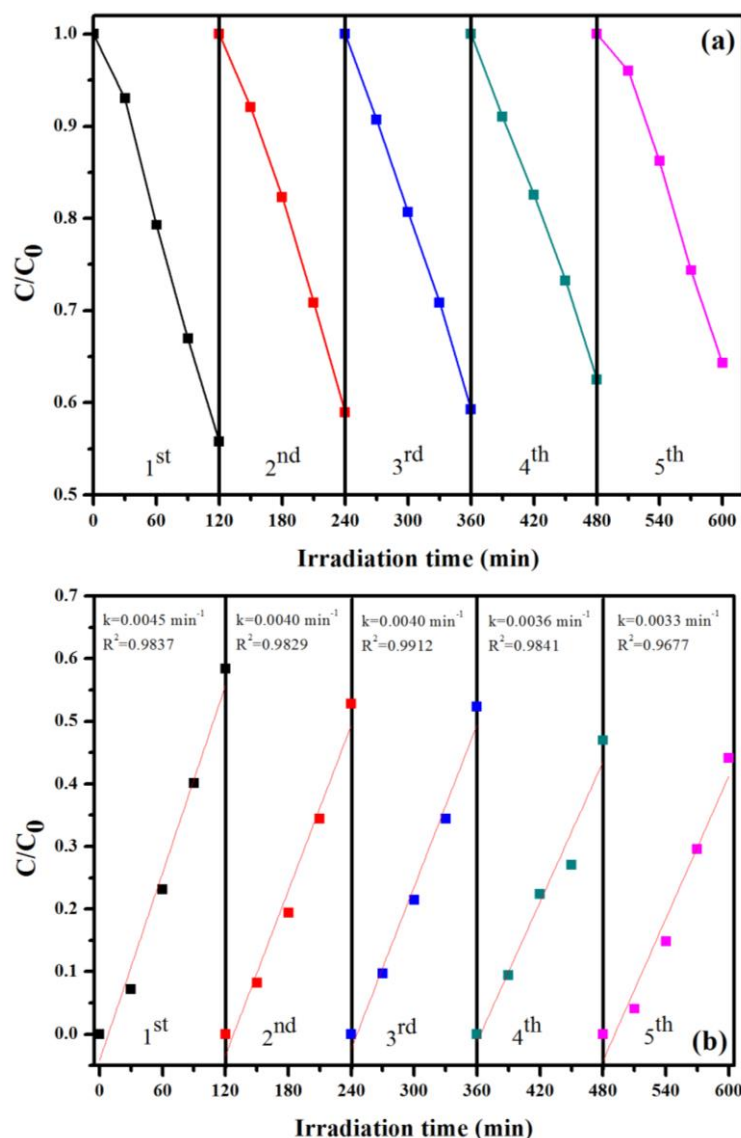 (a)
C/C0
1.0
0.9
0.8
0.7
0.6
0.5
1st 2nd 3rd 4th 5th
0 60 120 180 240 300 360 420 480 540 600
Irradiation time (min)
C/C0
0.7
0.6
0.5
0.4
0.3
0.2
0.1
0.0
k=0.0045 min-1 k=0.0040 min-1 k=0.0040 min-1 k=0.0036 min-1 k=0.0033 min-1
R2=0.9837 R2=0.9829 R2=0.9912 R2=0.9841 R2=0.9677
1st 2nd 3rd 4th 5th
(b)
0 60 120 180 240 300 360 420 480 540 600
Irradiation time (min)